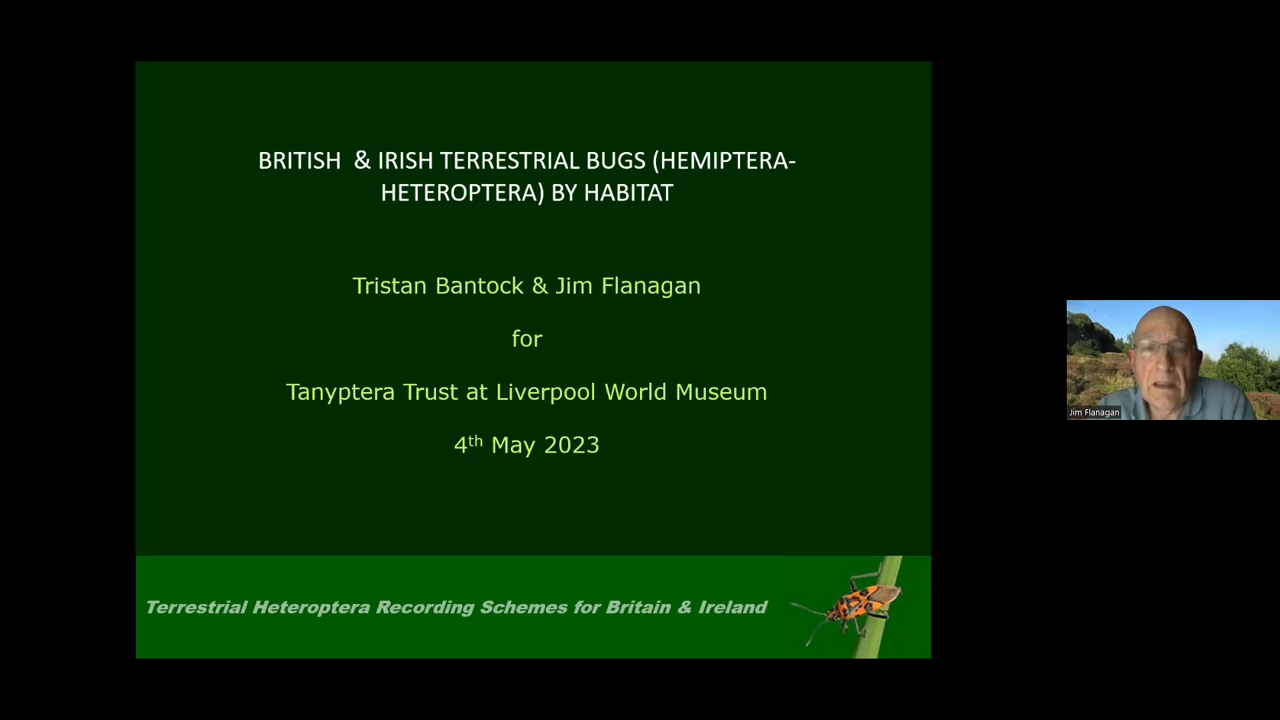 BRITISH & IRISH TERRESTRIAL BUGS (HEMIPTERA-
HETEROPTERA) BY HABITAT
Tristan Bantock & Jim Flanagan
for
Tanyptera Trust at Liverpool World Museum
4th May 2023
Jim Flanagan
Terrestrial Heteroptera Recording Schemes for Britain & Ireland